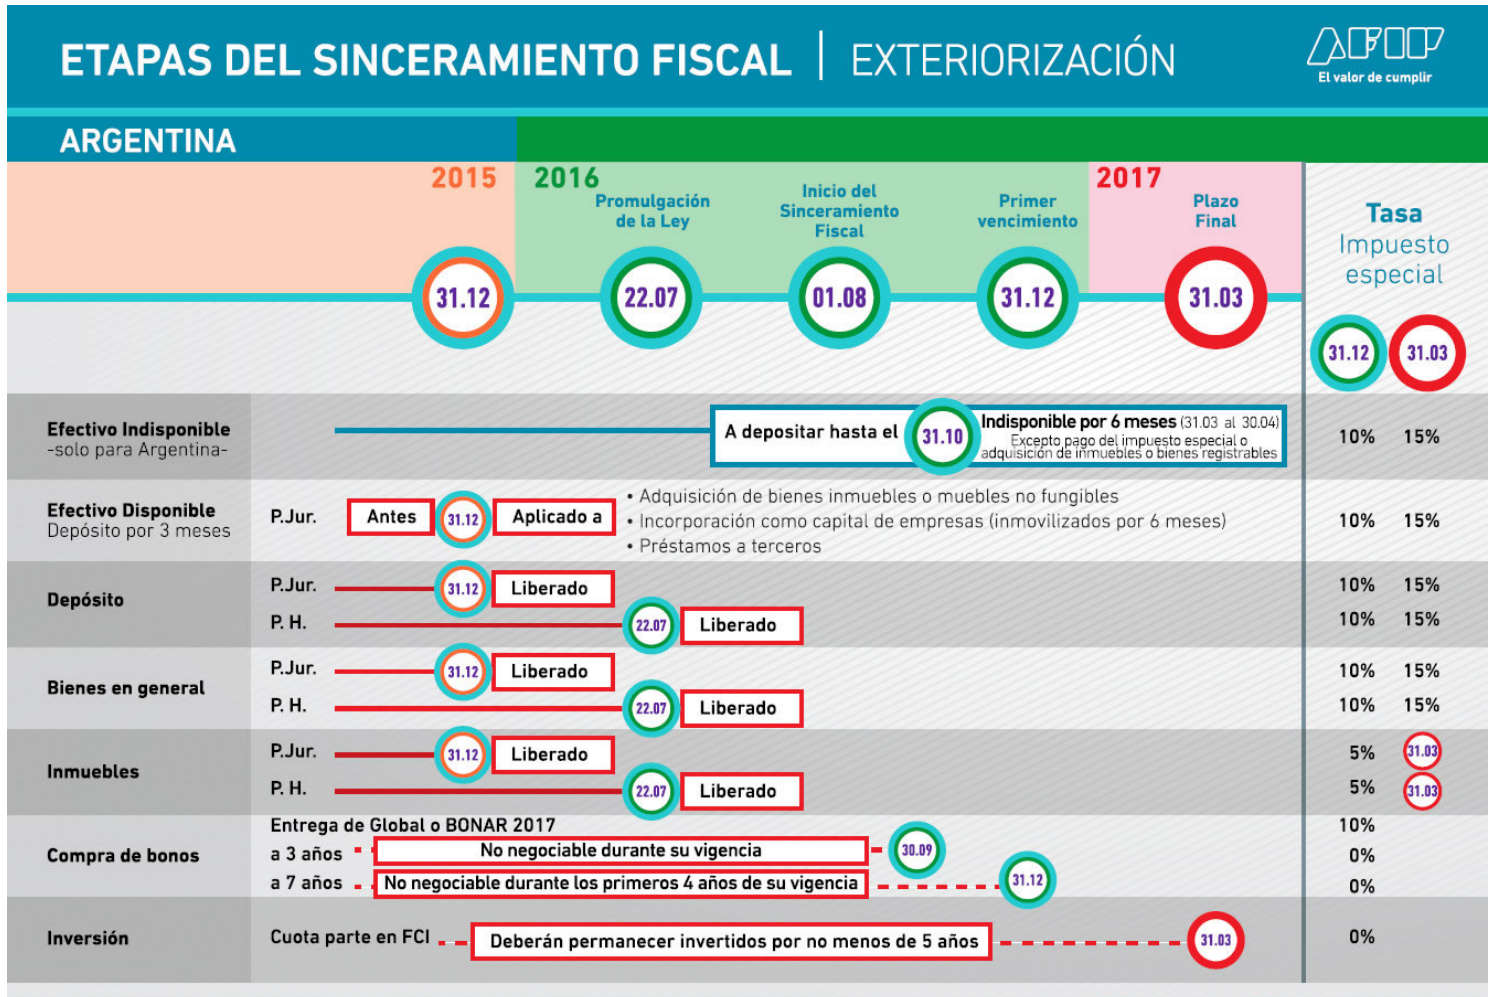 ETAPAS DEL SINCERAMIENTO FISCAL | EXTERIORIZACIÓN
AFIP
El valor de cumplir
ARGENTINA
2015
2016
2017
Promulgación
de la Ley
Inicio del
Sinceramiento
Fiscal
Primer
vencimiento
Plazo
Final
31.12
22.07
01.08
31.12
31.03
Tasa
Impuesto
especial
31.12
31.03
Efectivo Indisponible
-solo para Argentina-
A depositar hasta el
31.10
Indisponible por 6 meses (31.03 al 30.04)
Excepto pago del impuesto especial o
adquisición de inmuebles o bienes registrables
10% 15%
Efectivo Disponible
Depósito por 3 meses
P.Jur.
Antes
31.12
Aplicado a
• Adquisición de bienes inmuebles o muebles no fungibles
• Incorporación como capital de empresas (inmovilizados por 6 meses)
• Préstamos a terceros
10% 15%
Depósito
P.Jur. 31.12 Liberado 10% 15%
P. H. 22.07 Liberado 10% 15%
Bienes en general
P.Jur. 31.12 Liberado 10% 15%
P. H. 22.07 Liberado 10% 15%
Inmuebles
P.Jur. 31.12 Liberado 5% 31.03
P. H. 22.07 Liberado 5% 31.03
Compra de bonos
Entrega de Global o BONAR 2017 10%
a 3 años No negociable durante su vigencia 30.09 0%
a 7 años No negociable durante los primeros 4 años de su vigencia 31.12 0%
Inversión
Cuota parte en FCI Deberán permanecer invertidos por no menos de 5 años 31.03 0%